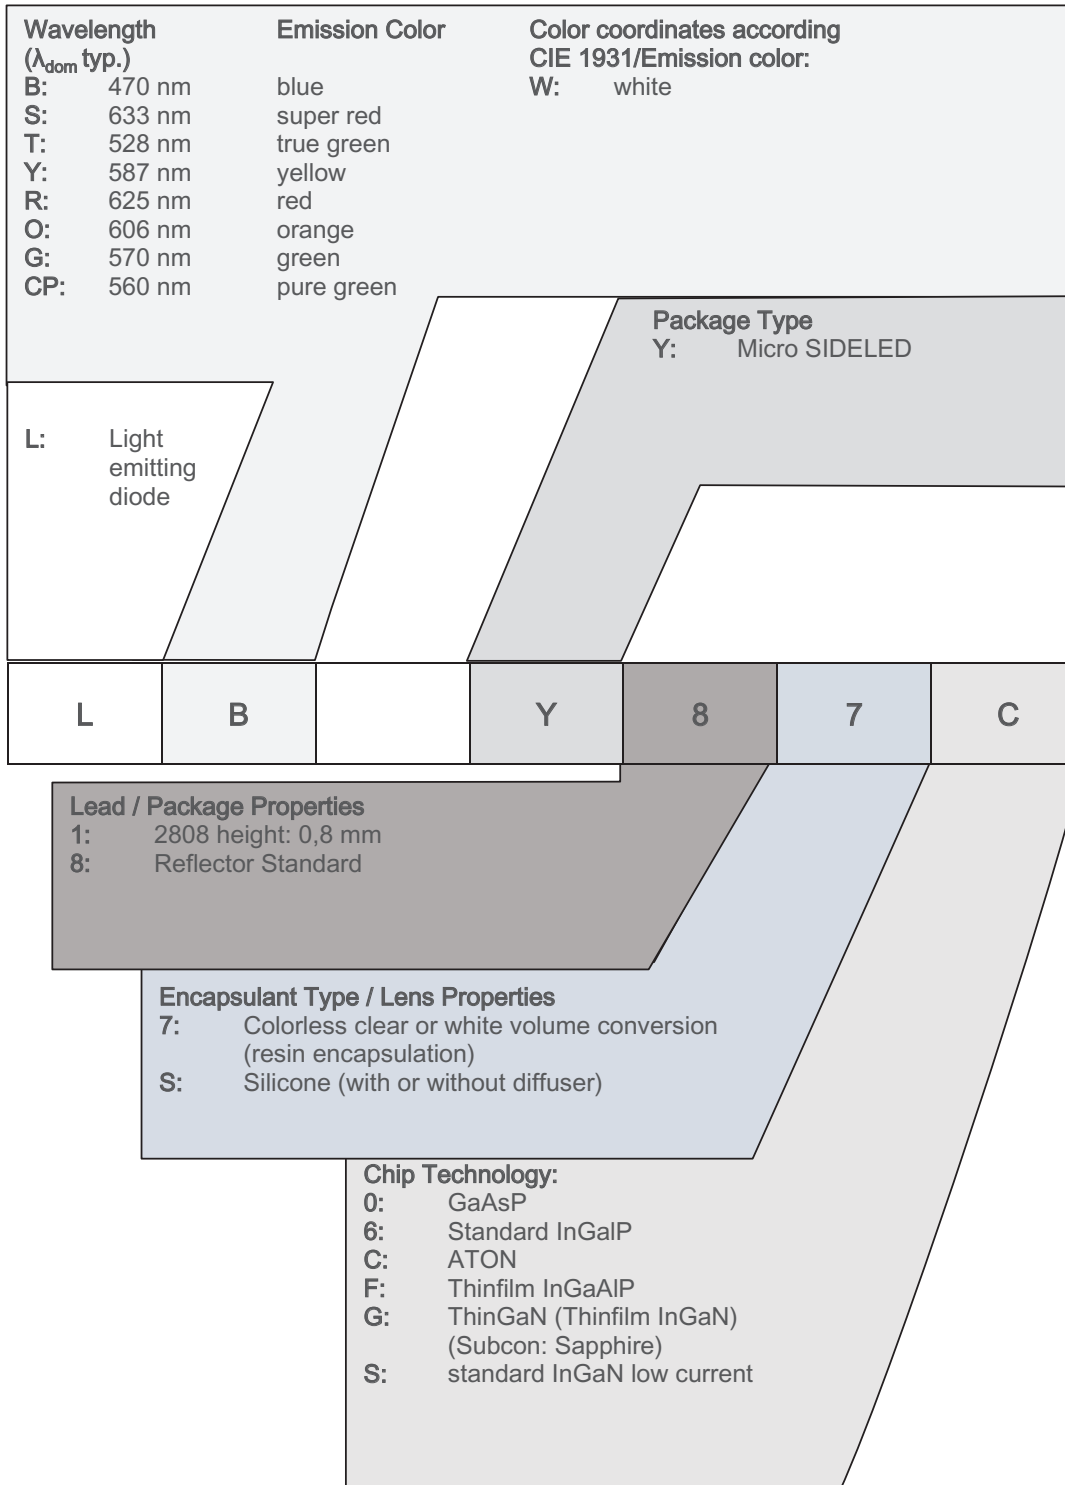 Wavelength Emission Color Color coordinates according
(λdom typ.) CIE 1931/Emission color:
B: 470 nm blue W: white
S: 633 nm super red
T: 528 nm true green
Y: 587 nm yellow
R: 625 nm red
O: 606 nm orange
G: 570 nm green
CP: 560 nm pure green
Package Type
Y: Micro SIDELED
L: Light
emitting
diode
L B Y 8 7 C
Lead / Package Properties
1: 2808 height: 0,8 mm
8: Reflector Standard
Encapsulant Type / Lens Properties
7: Colorless clear or white volume conversion
(resin encapsulation)
S: Silicone (with or without diffuser)
Chip Technology:
0: GaAsP
6: Standard InGalP
C: ATON
F: Thinfilm InGaAlP
G: ThinGaN (Thinfilm InGaN)
(Subcon: Sapphire)
S: standard InGaN low current